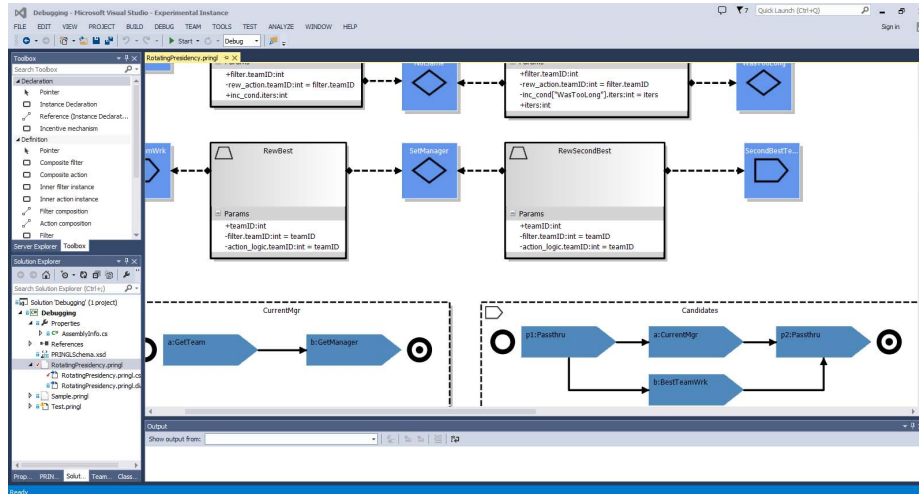 Debugging - Microsoft Visual Studio - Experimental Instance
7
Quick Launch (Ctrl+Q)
FILE EDIT VIEW PROJECT BUILD DEBUG TEAM TOOLS TEST ANALYZE WINDOW HELP
Sign in
Start
Debug
Toolbox
RotatingPresidency.pringl
Search Toolbox
Declaration
Pointer
Instance Declaration
Reference (Instance Declarat...
Incentive mechanism
Definition
Pointer
Composite filter
Composite action
Inner filter instance
Inner action instance
Filter composition
Action composition
Filter
Server Explorer Toolbox
+filter.teamID:int
-rew_action.teamID:int = filter.teamID
+inc_cond.iters:int
+filter.teamID:int
-rew_action.teamID:int = filter.teamID
-inc_cond["WasTooLong"].iters:int = iters
+iters:int
mWrk
RewBest
SetManager
RewSecondBest
SecondBestTe...
Params
+teamID:int
-filter.teamID:int = teamID
-action_logic.teamID:int = teamID
Params
+teamID:int
-filter.teamID:int = teamID
-action_logic.teamID:int = teamID
Solution Explorer
Search Solution Explorer (Ctrl+;)
Solution 'Debugging' (1 project)
Debugging
Properties
AssemblyInfo.cs
References
PRINGLSchema.xsd
RotatingPresidency.pringl
RotatingPresidency.pringl.cs
RotatingPresidency.pringl.di
Sample.pringl
Test.pringl
Prop... PRIN... Solut... Team... Class...
CurrentMgr
a:GetTeam
b:GetManager
Candidates
p1:Passthru
a:CurrentMgr
p2:Passthru
b:BestTeamWrk
Output
Show output from:
Ready